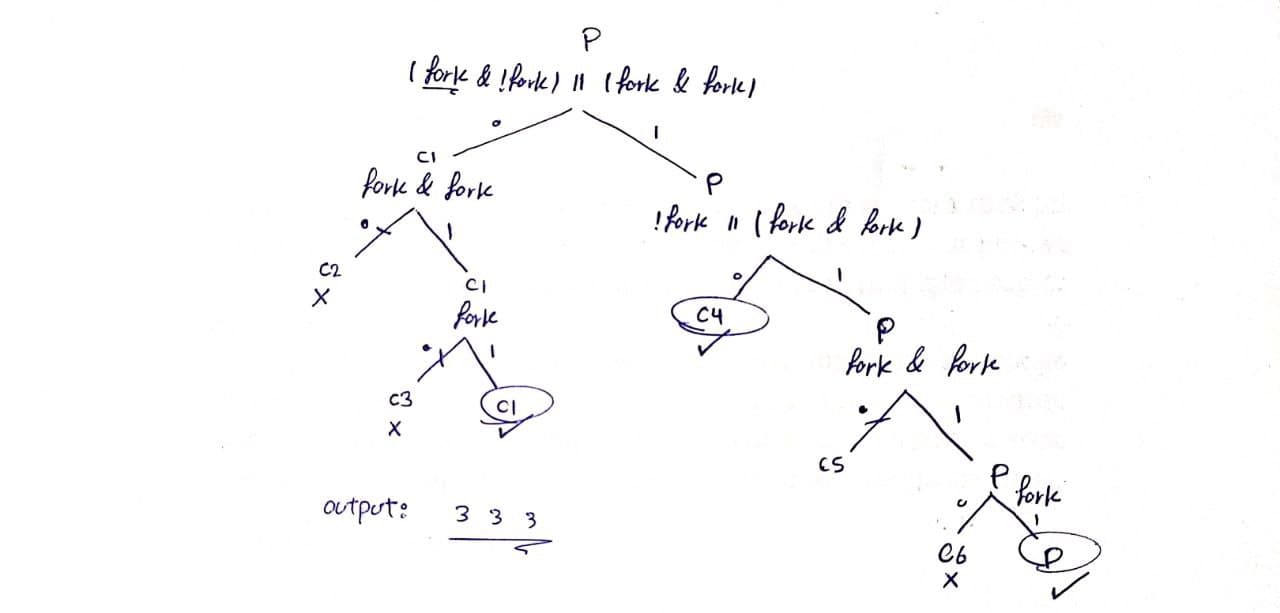 P
(fork & !fork) || (fork & fork)
0 1
C1
fork & fork
P
!fork || (fork & fork)
0 1
C2
X
C1
fork
0 1
C4
P
fork & fork
0 1
C3
X
C1
0 1
C5
P fork
0 1
C6
X
P
output: 3 3 3